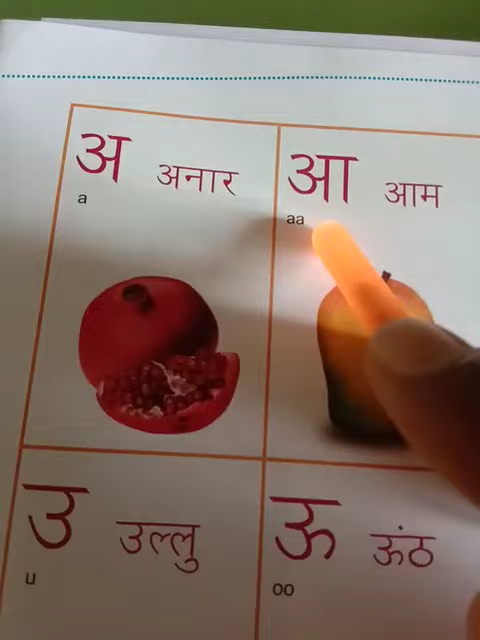 अ अनार
a
आ आम
aa
उ उल्लु
u
ऊ ऊंठ
oo